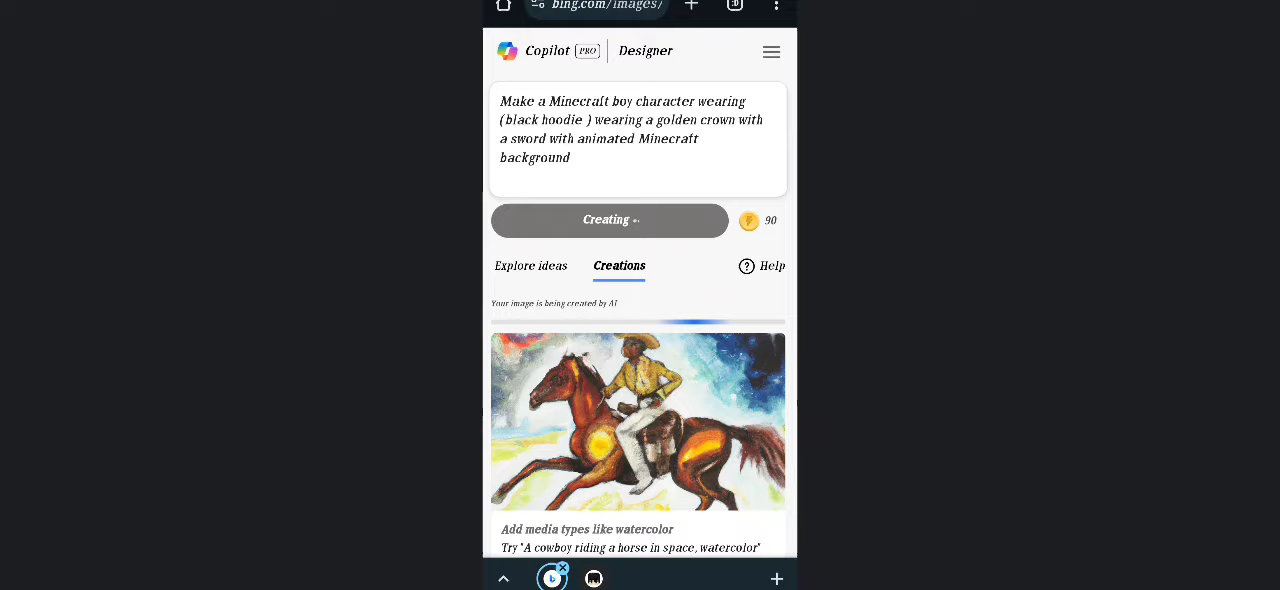 bing.com/images/
:D
Copilot PRO Designer
Make a Minecraft boy character wearing
(black hoodie ) wearing a golden crown with
a sword with animated Minecraft
background
Creating
90
Explore ideas Creations ? Help
Your image is being created by AI
Add media types like watercolor
Try "A cowboy riding a horse in space, watercolor"
b